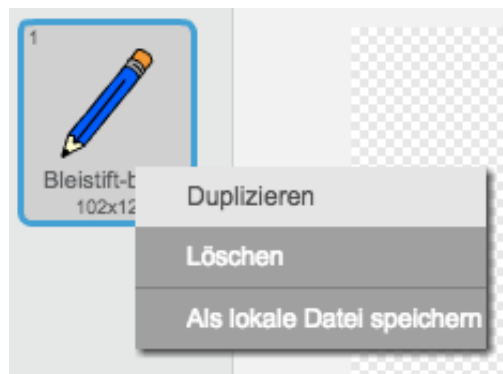 1
Bleistift-b
102x12
Duplizieren
Löschen
Als lokale Datei speichern